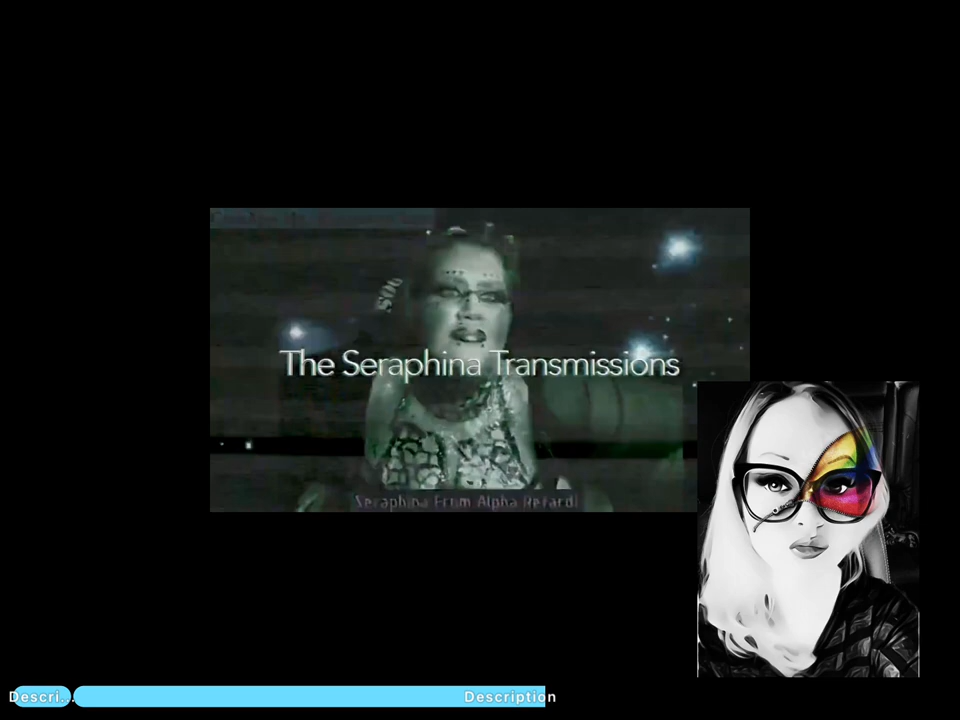 The Seraphina Transmissions
Seraphina From Alpha
Descri...
Description